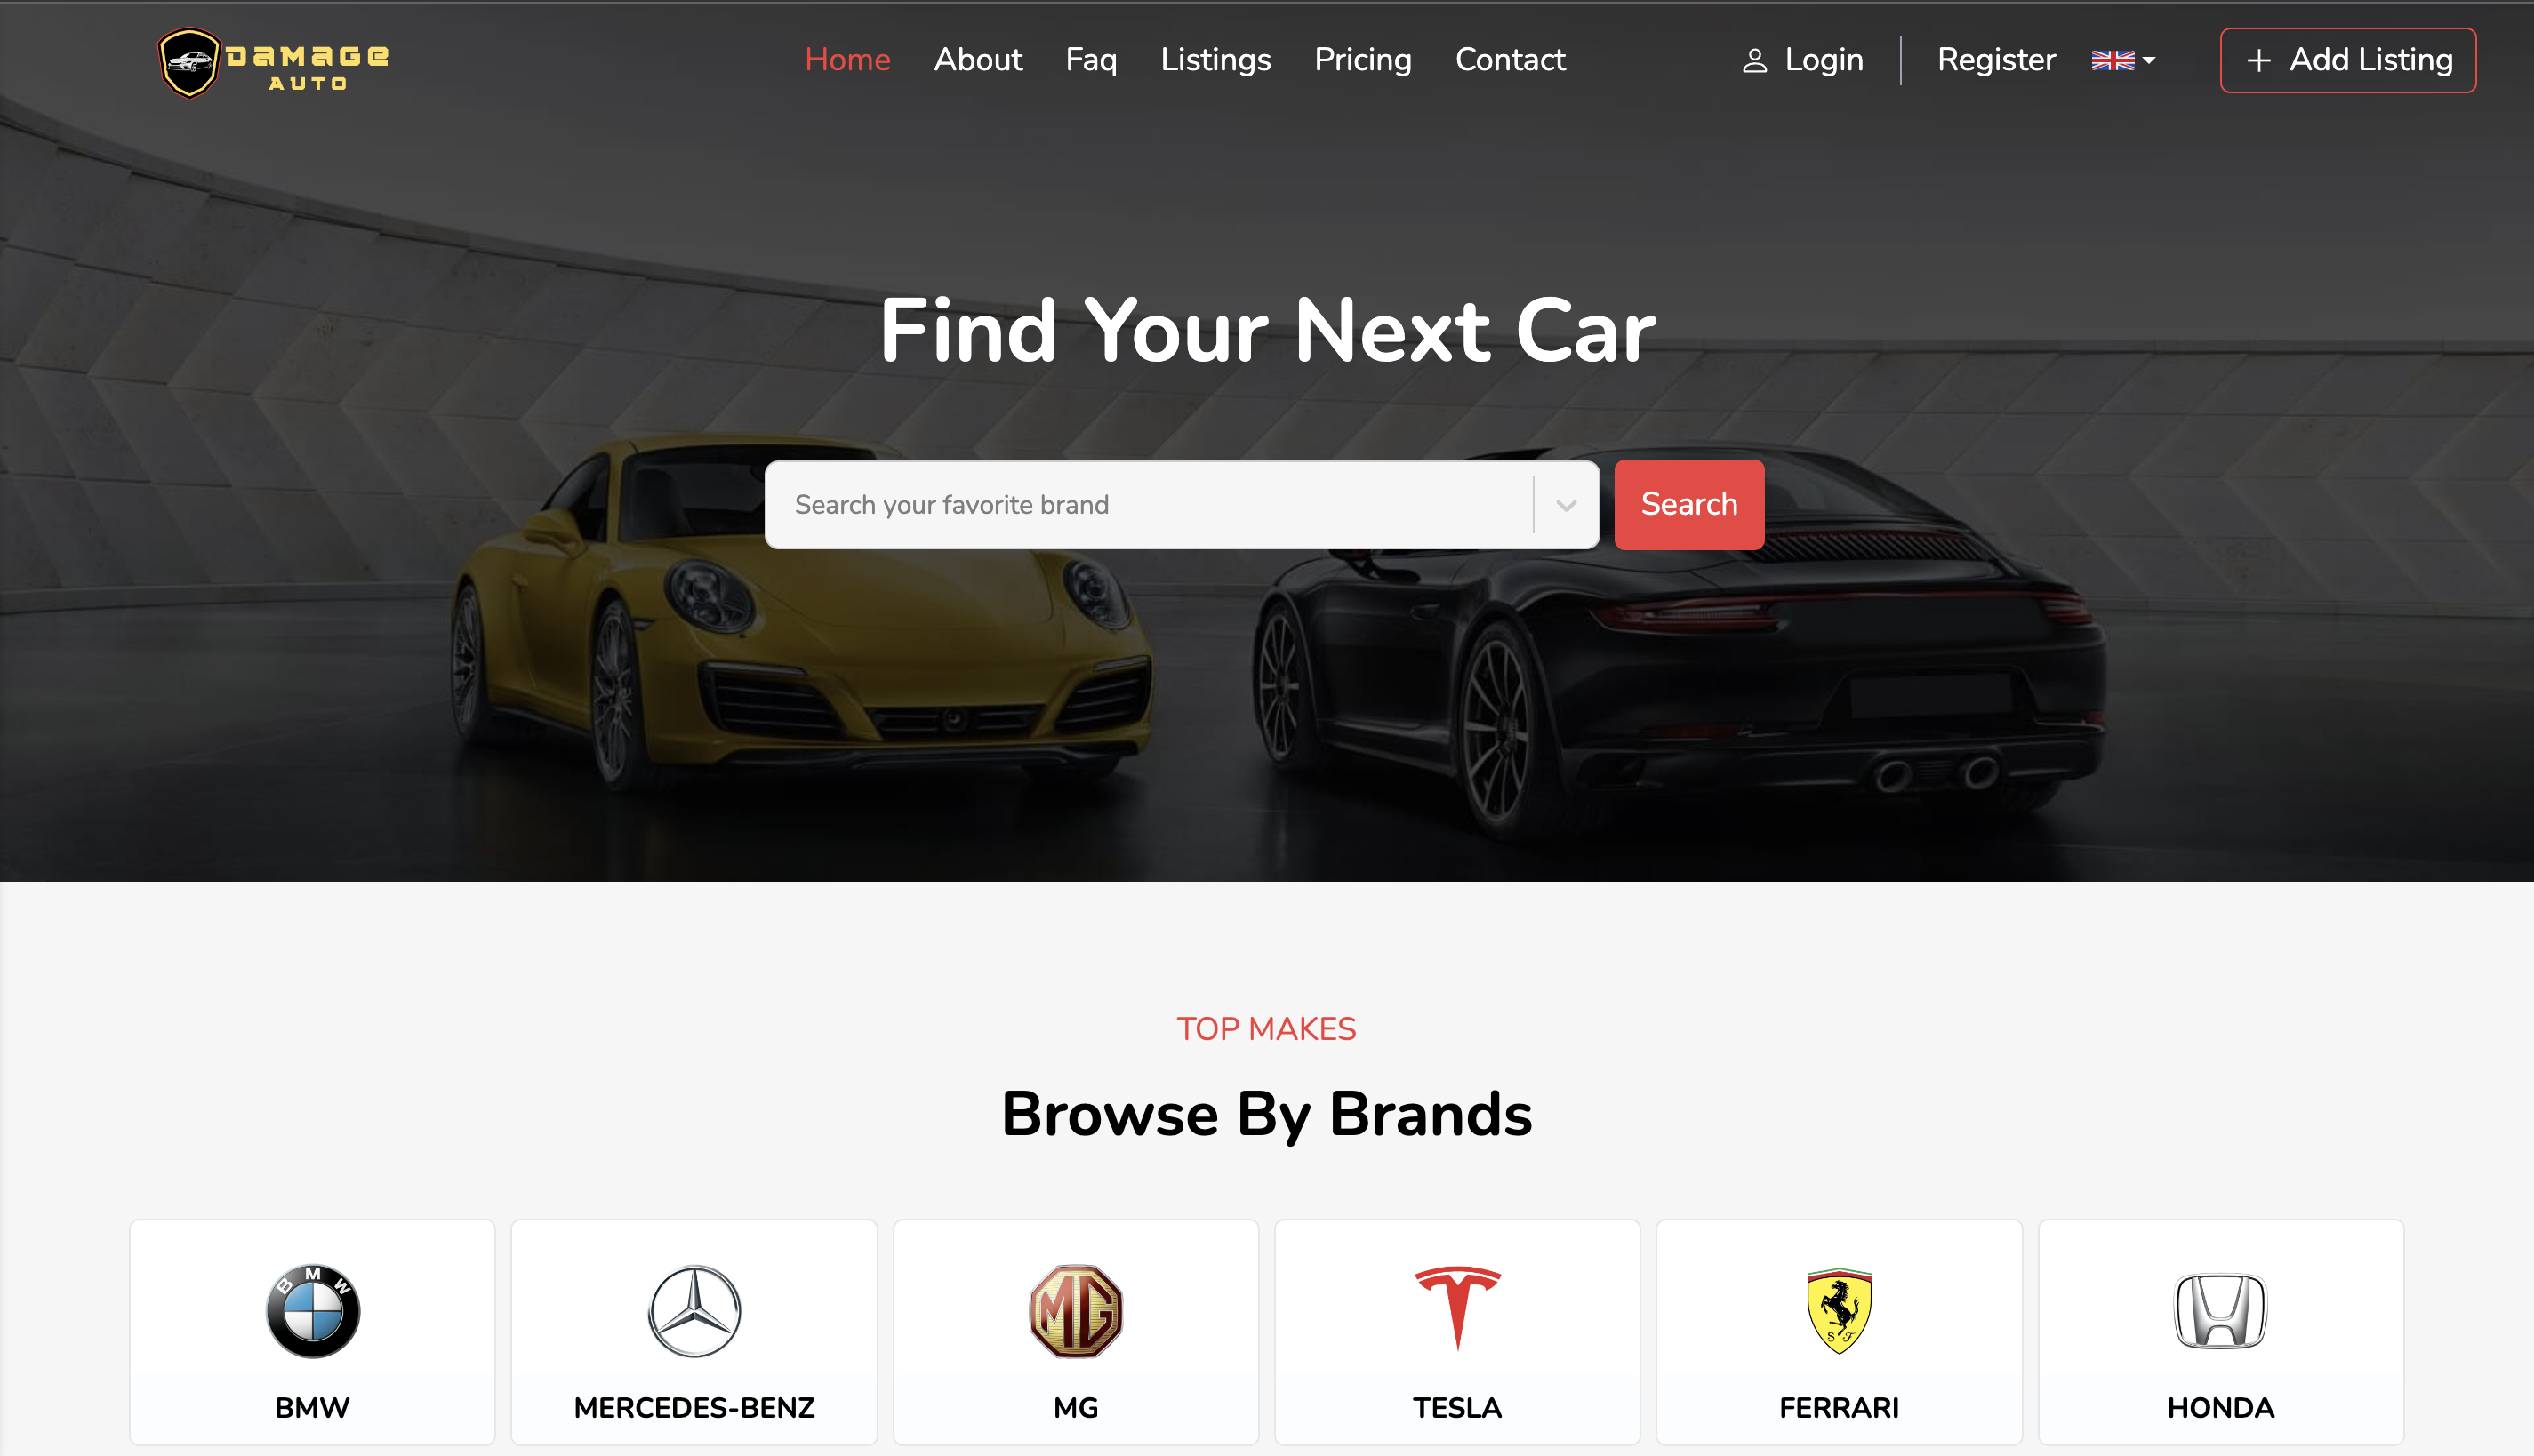 DAMAGE
AUTO
Home About Faq Listings Pricing Contact Login Register Add Listing
Find Your Next Car
Search your favorite brand Search
TOP MAKES
Browse By Brands
B M W
MG
S F
BMW MERCEDES-BENZ MG TESLA FERRARI HONDA